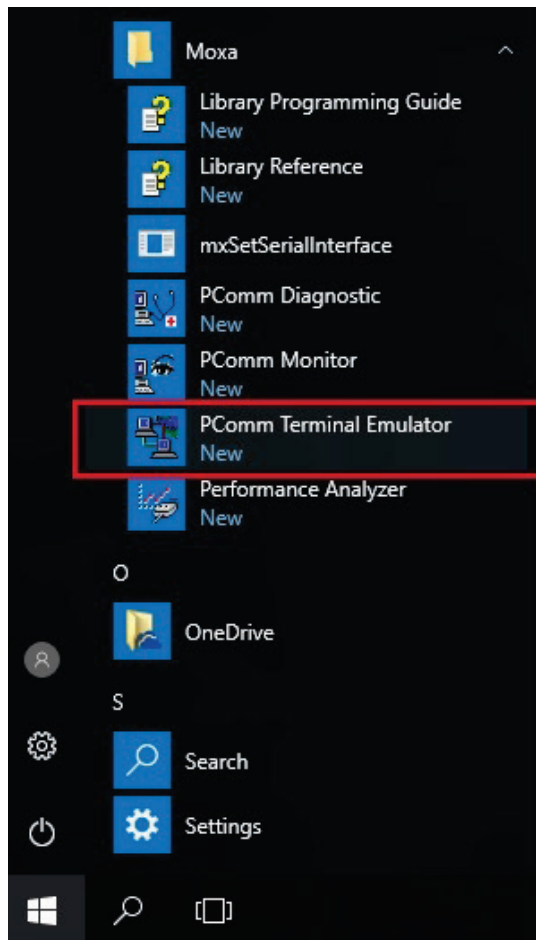 Moxa
Library Programming Guide
New
Library Reference
New
mxSetSerialInterface
PComm Diagnostic
New
PComm Monitor
New
PComm Terminal Emulator
New
Performance Analyzer
New
O
OneDrive
S
Search
Settings